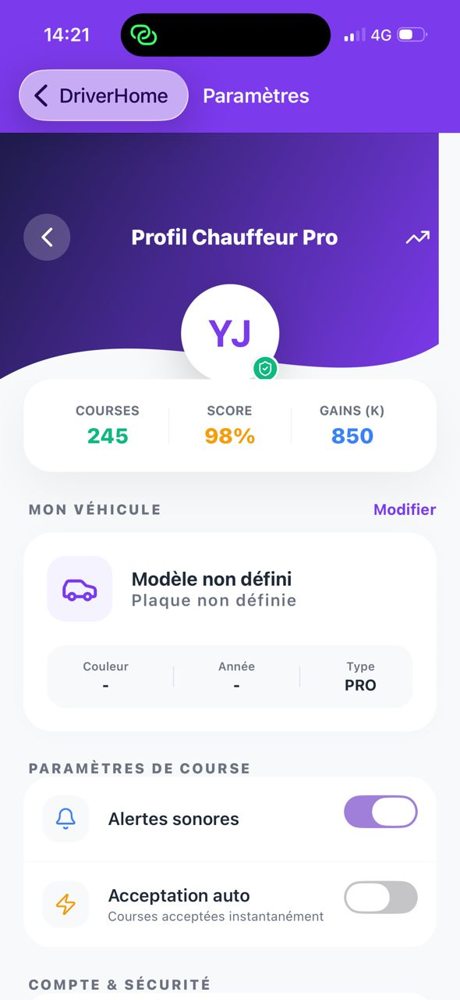 14:21
4G
DriverHome
Paramètres
Profil Chauffeur Pro
YJ
COURSES
SCORE
GAINS (K)
245
98%
850
MON VÉHICULE
Modifier
Modèle non défini
Plaque non définie
Couleur
Année
Type
-
-
PRO
PARAMÈTRES DE COURSE
Alertes sonores
Acceptation auto
Courses acceptées instantanément
COMPTE & SÉCURITÉ